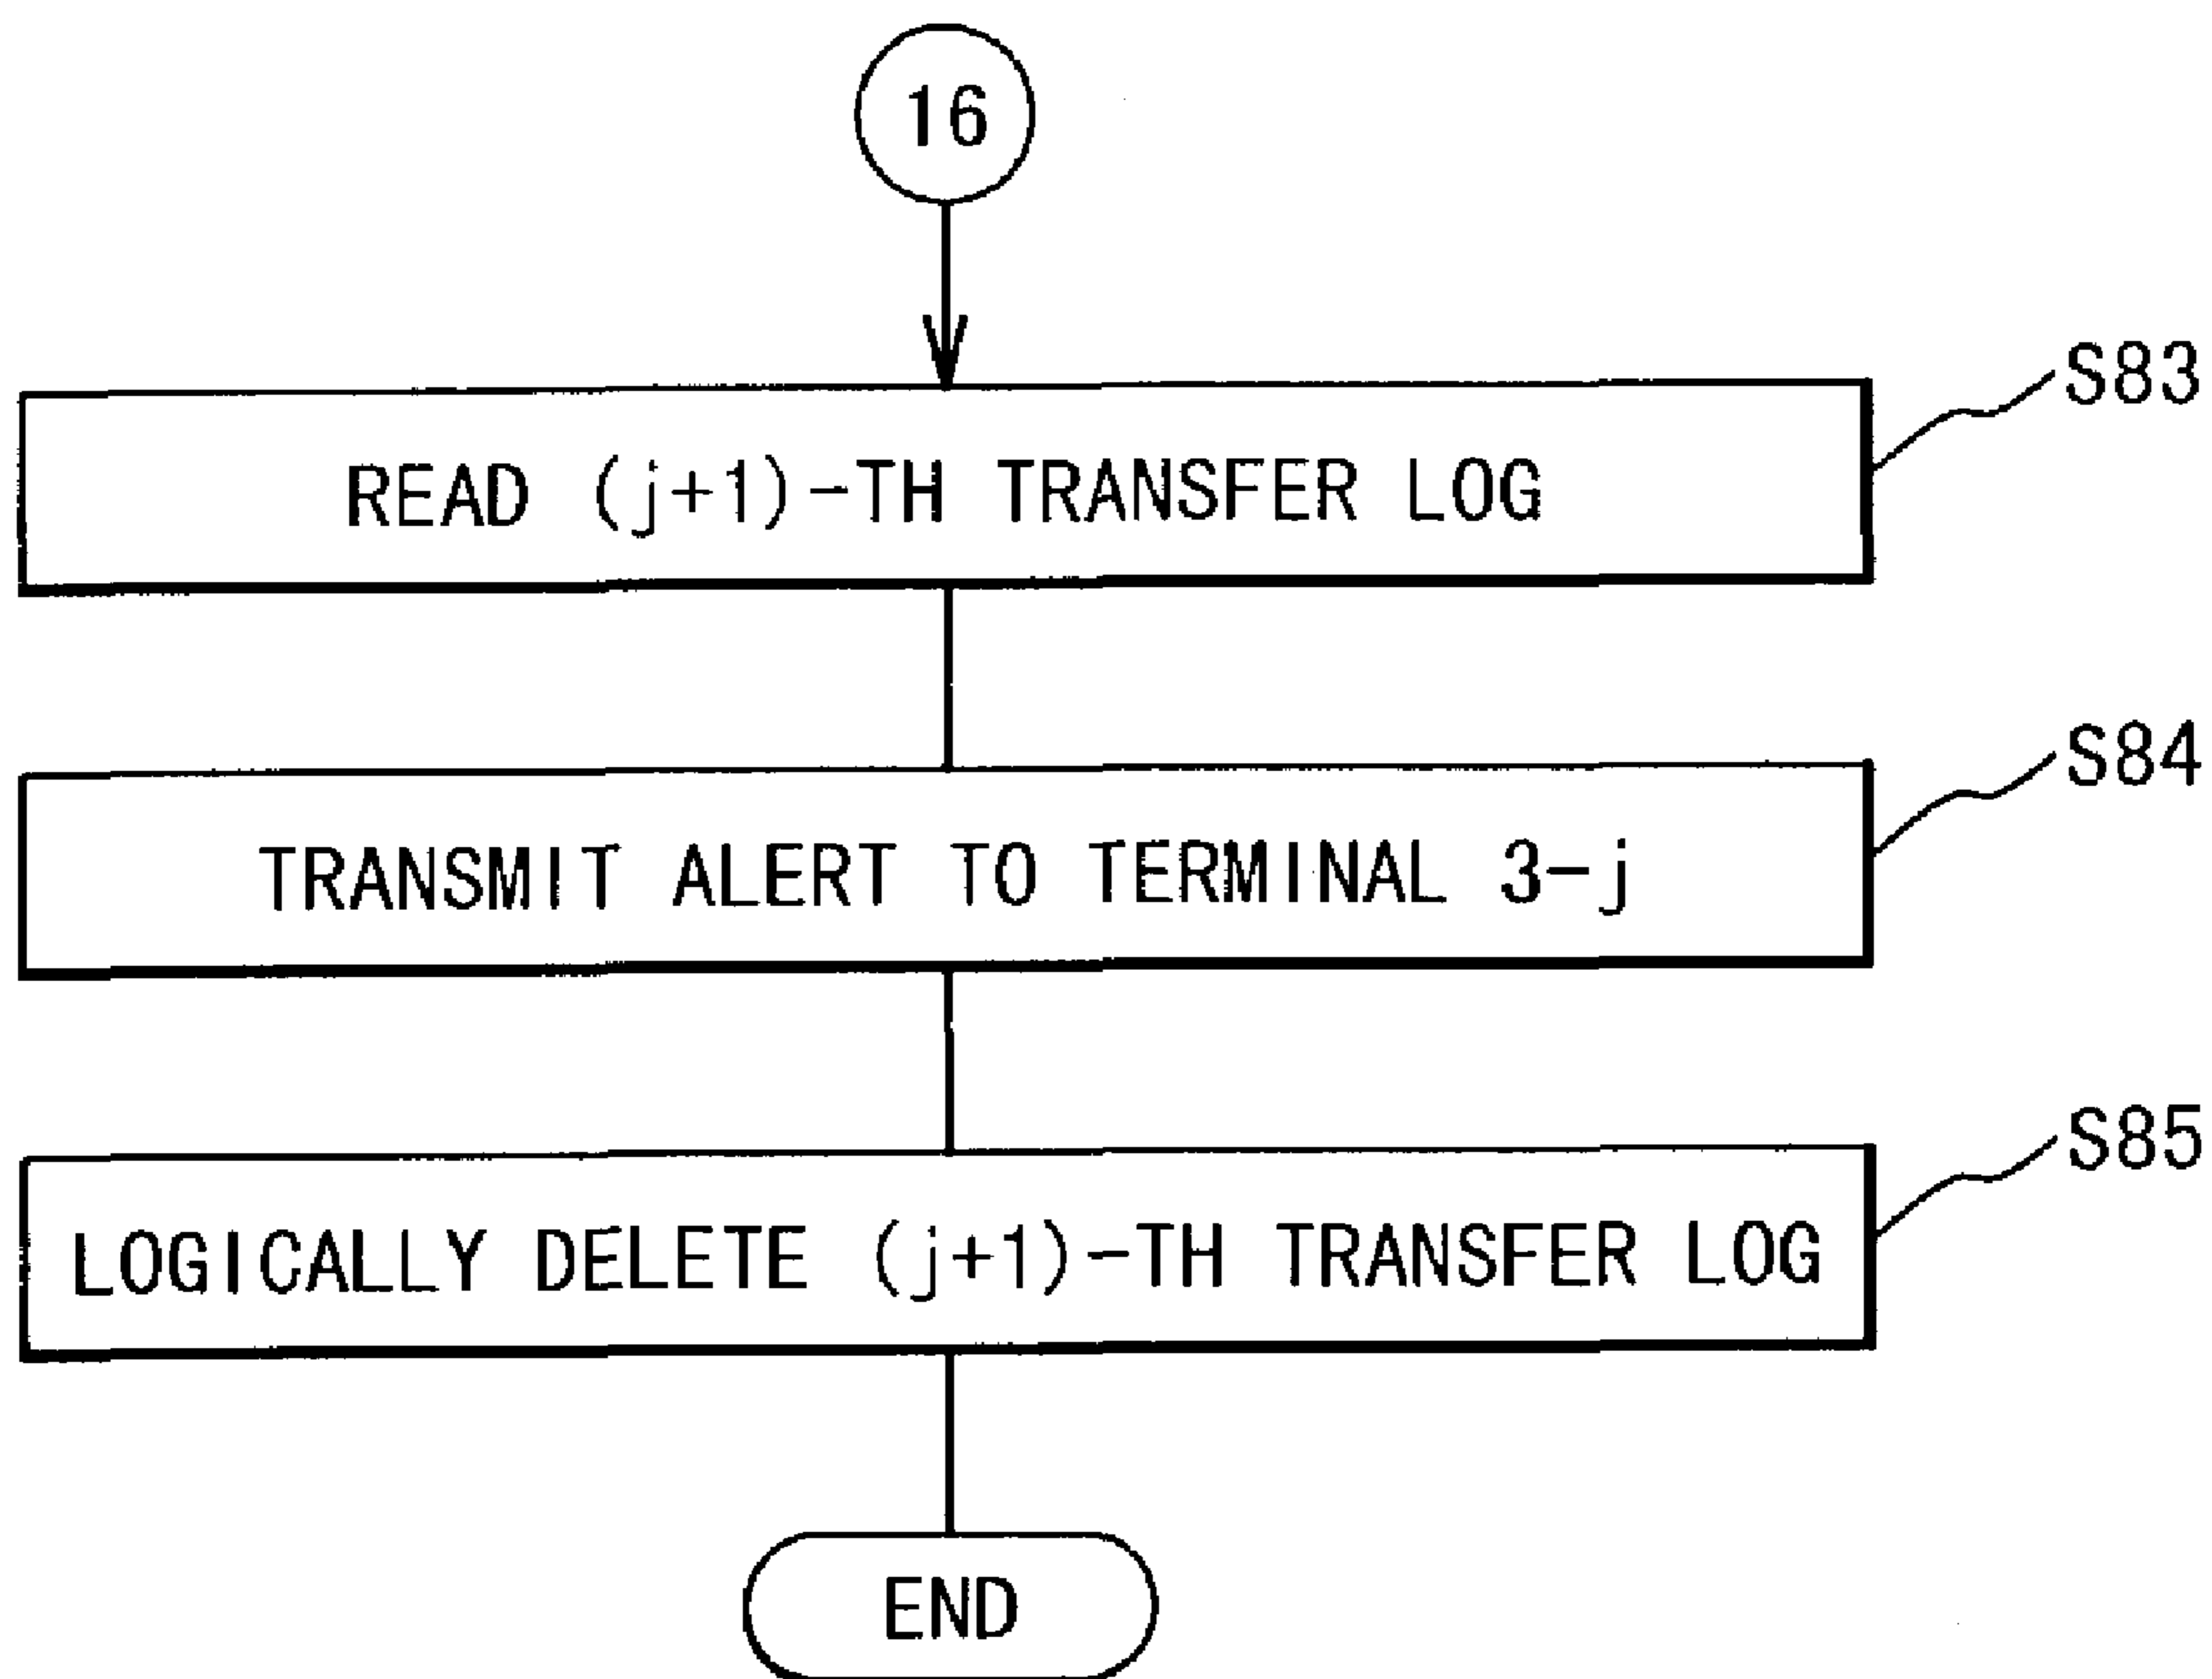 16
S83
READ (j+1)-TH TRANSFER LOG
S84
TRANSMIT ALERT TO TERMINAL 3-j
S85
LOGICALLY DELETE (j+1)-TH TRANSFER LOG
END